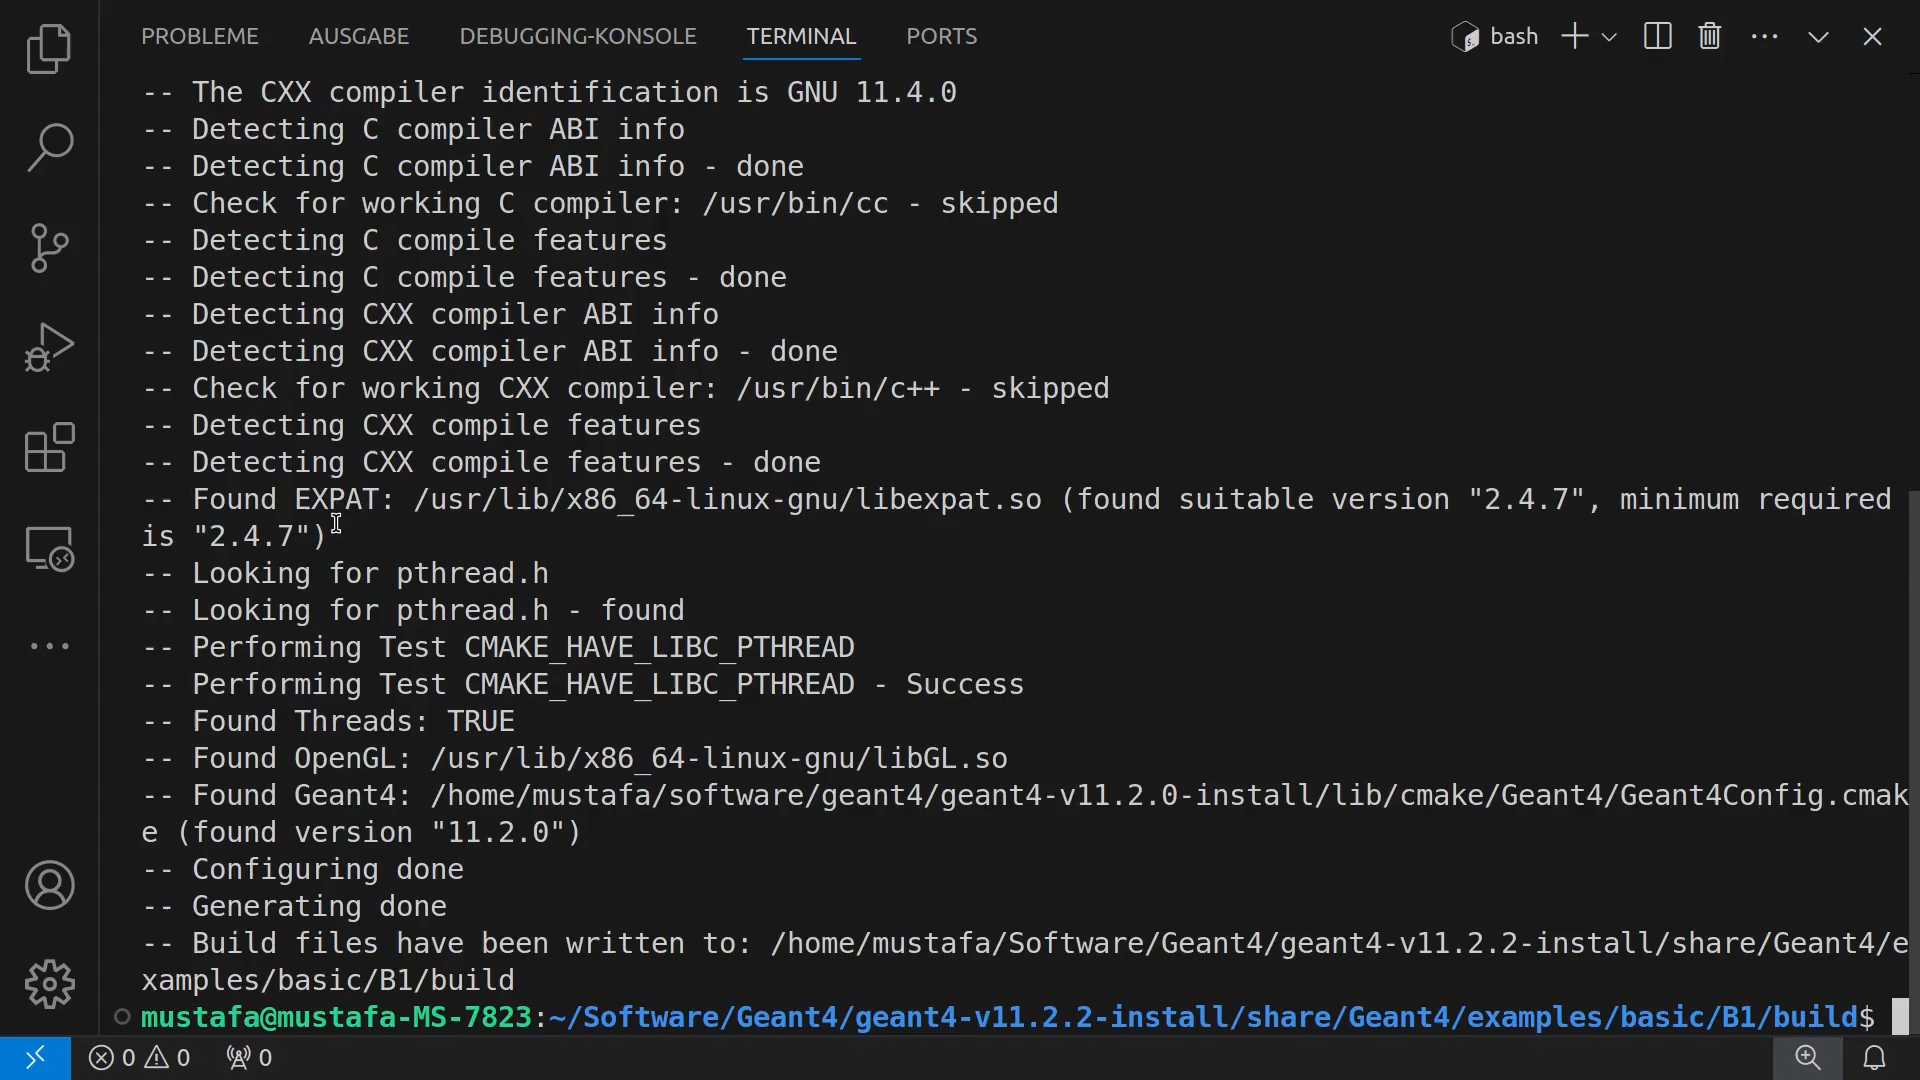 PROBLEME AUSGABE DEBUGGING-KONSOLE TERMINAL PORTS bash
-- The CXX compiler identification is GNU 11.4.0
-- Detecting C compiler ABI info
-- Detecting C compiler ABI info - done
-- Check for working C compiler: /usr/bin/cc - skipped
-- Detecting C compile features
-- Detecting C compile features - done
-- Detecting CXX compiler ABI info
-- Detecting CXX compiler ABI info - done
-- Check for working CXX compiler: /usr/bin/c++ - skipped
-- Detecting CXX compile features
-- Detecting CXX compile features - done
-- Found EXPAT: /usr/lib/x86_64-linux-gnu/libexpat.so (found suitable version "2.4.7", minimum required
is "2.4.7")
-- Looking for pthread.h
-- Looking for pthread.h - found
-- Performing Test CMAKE_HAVE_LIBC_PTHREAD
-- Performing Test CMAKE_HAVE_LIBC_PTHREAD - Success
-- Found Threads: TRUE
-- Found OpenGL: /usr/lib/x86_64-linux-gnu/libGL.so
-- Found Geant4: /home/mustafa/software/geant4/geant4-v11.2.0-install/lib/cmake/Geant4/Geant4Config.cmak
e (found version "11.2.0")
-- Configuring done
-- Generating done
-- Build files have been written to: /home/mustafa/Software/Geant4/geant4-v11.2.2-install/share/Geant4/e
xamples/basic/B1/build
mustafa@mustafa-MS-7823:~/Software/Geant4/geant4-v11.2.2-install/share/Geant4/examples/basic/B1/build$
0 0 0